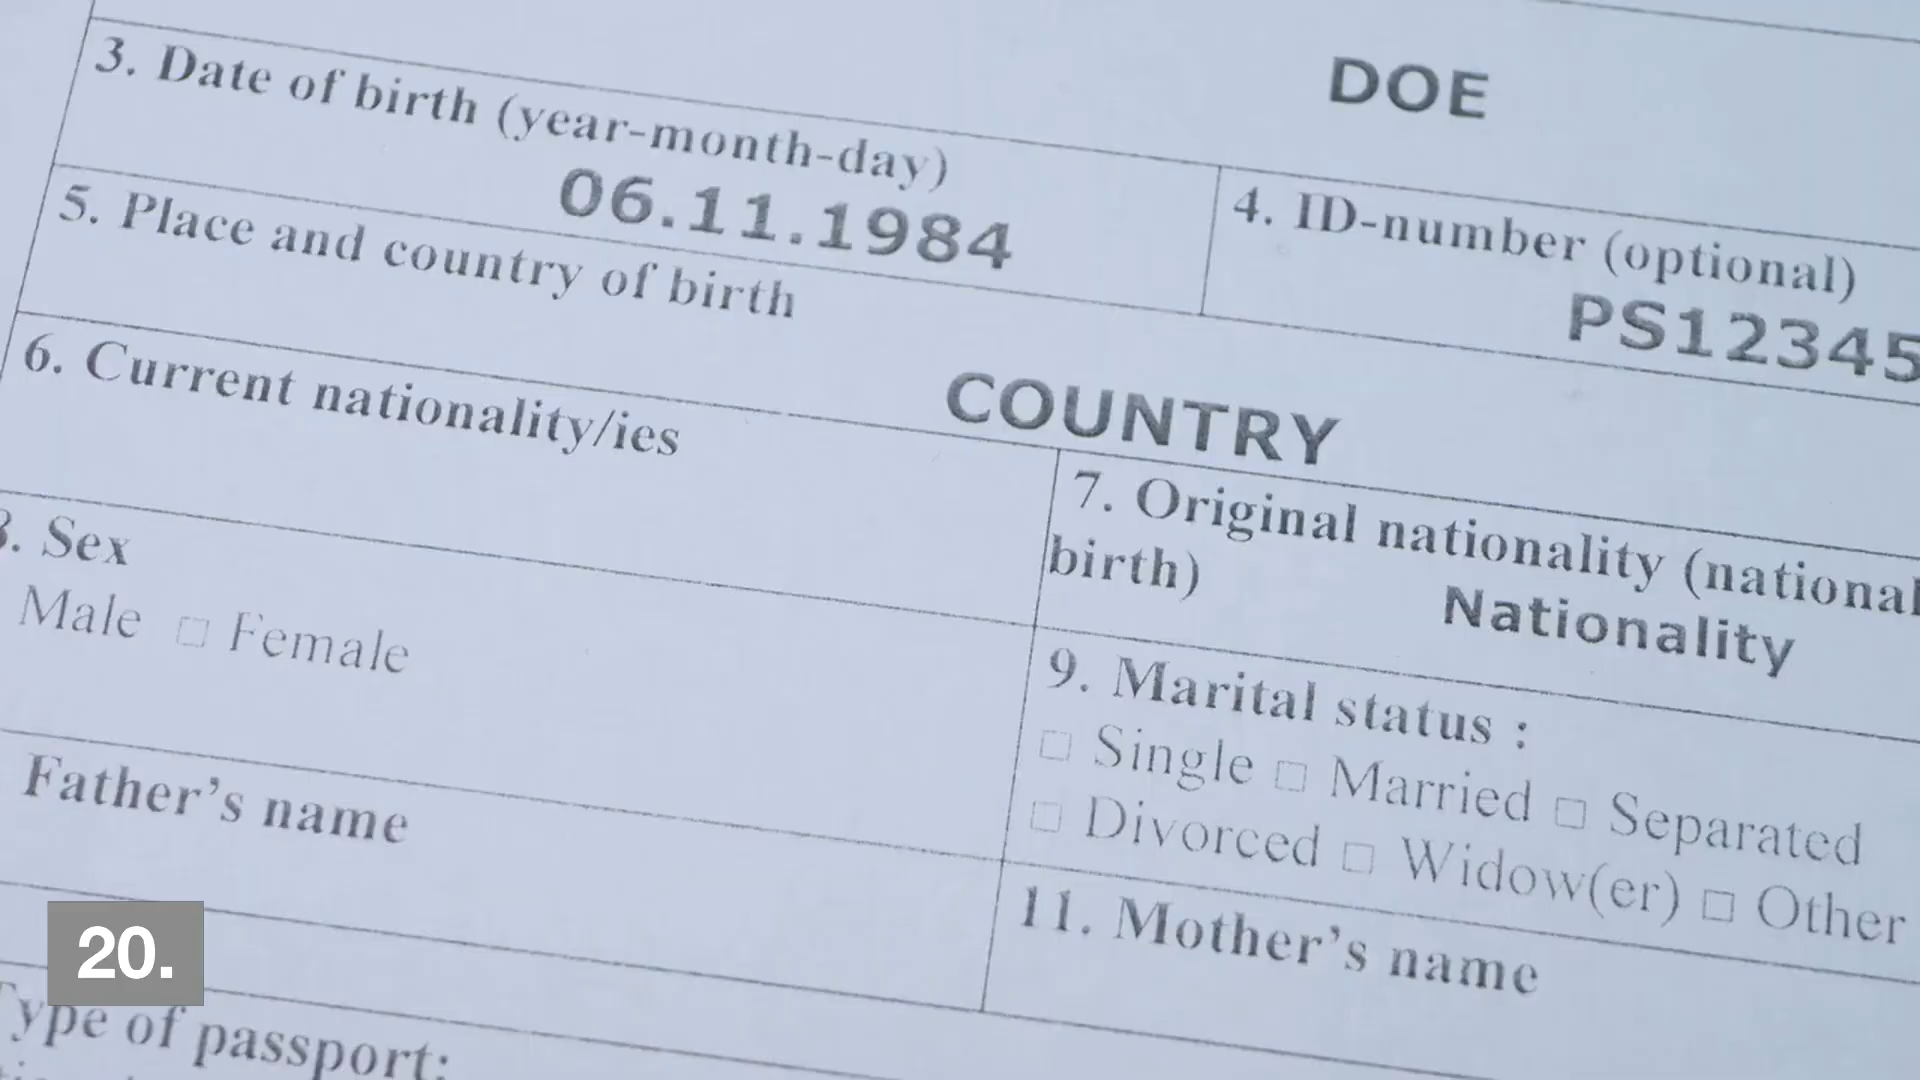 DOE
3. Date of birth (year-month-day)
06.11.1984
4. ID-number (optional)
PS12345
5. Place and country of birth
COUNTRY
6. Current nationality/ies
7. Original nationality (national
birth)
Nationality
. Sex
Male □ Female
9. Marital status :
□ Single □ Married □ Separated
□ Divorced □ Widow(er) □ Other
Father's name
11. Mother's name
20.
Type of passport: